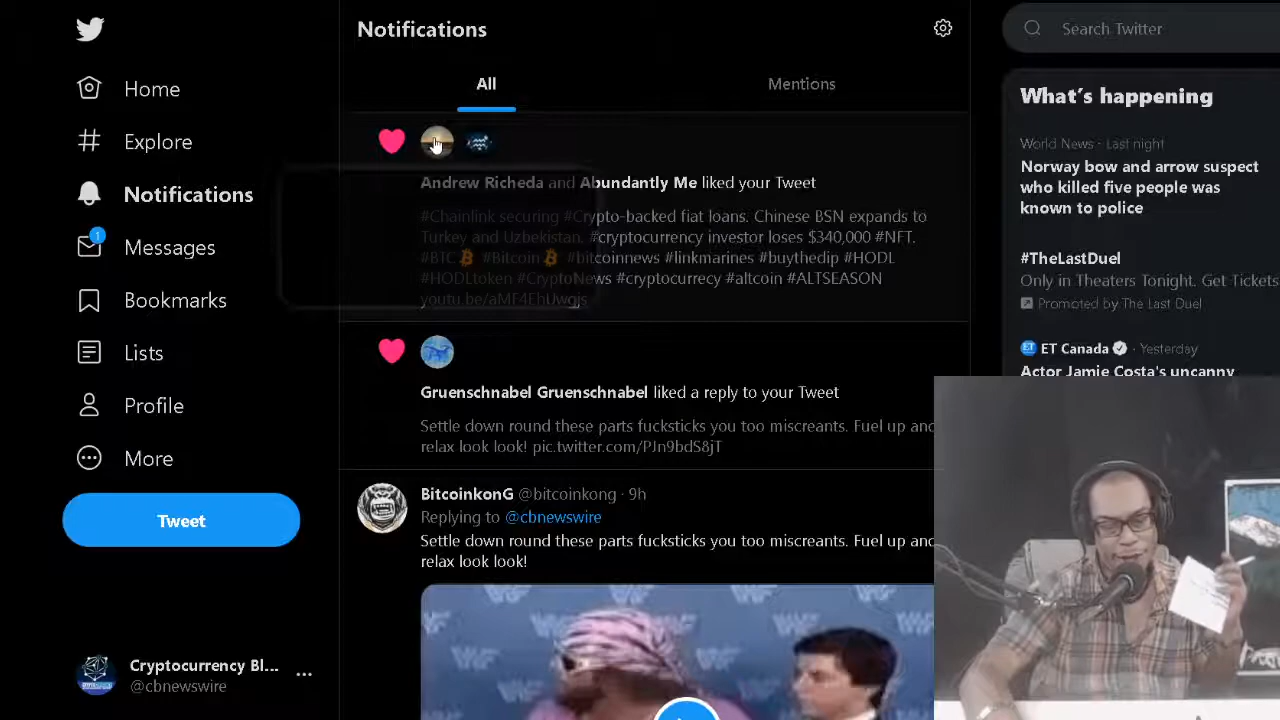 Notifications
Search Twitter
All
Mentions
Home
Explore
Notifications
1
Messages
Bookmarks
Lists
Profile
More
Tweet
Cryptocurrency Bl...
@cbnewswire
Andrew Richeda and Abundantly Me liked your Tweet
#Chainlink securing #Crypto-backed fiat loans. Chinese BSN expands to
Turkey and Uzbekistan. #cryptocurrency investor loses $340,000 #NFT.
#BTC #Bitcoin #bitcoinnews #linkmarines #buythedip #HODL
#HODLtoken #CryptoNews #cryptocurrecy #altcoin #ALTSEASON
youtu.be/aMF4EhUwgjs
Gruenschnabel Gruenschnabel liked a reply to your Tweet
Settle down round these parts fucksticks you too miscreants. Fuel up and
relax look look! pic.twitter.com/PJn9bdS8jT
BitcoinkonG @bitcoinkong · 9h
Replying to @cbnewswire
Settle down round these parts fucksticks you too miscreants. Fuel up and
relax look look!
What's happening
World News · Last night
Norway bow and arrow suspect
who killed five people was
known to police
#TheLastDuel
Only in Theaters Tonight. Get Tickets
Promoted by The Last Duel
ET Canada · Yesterday
Actor Jamie Costa's uncanny